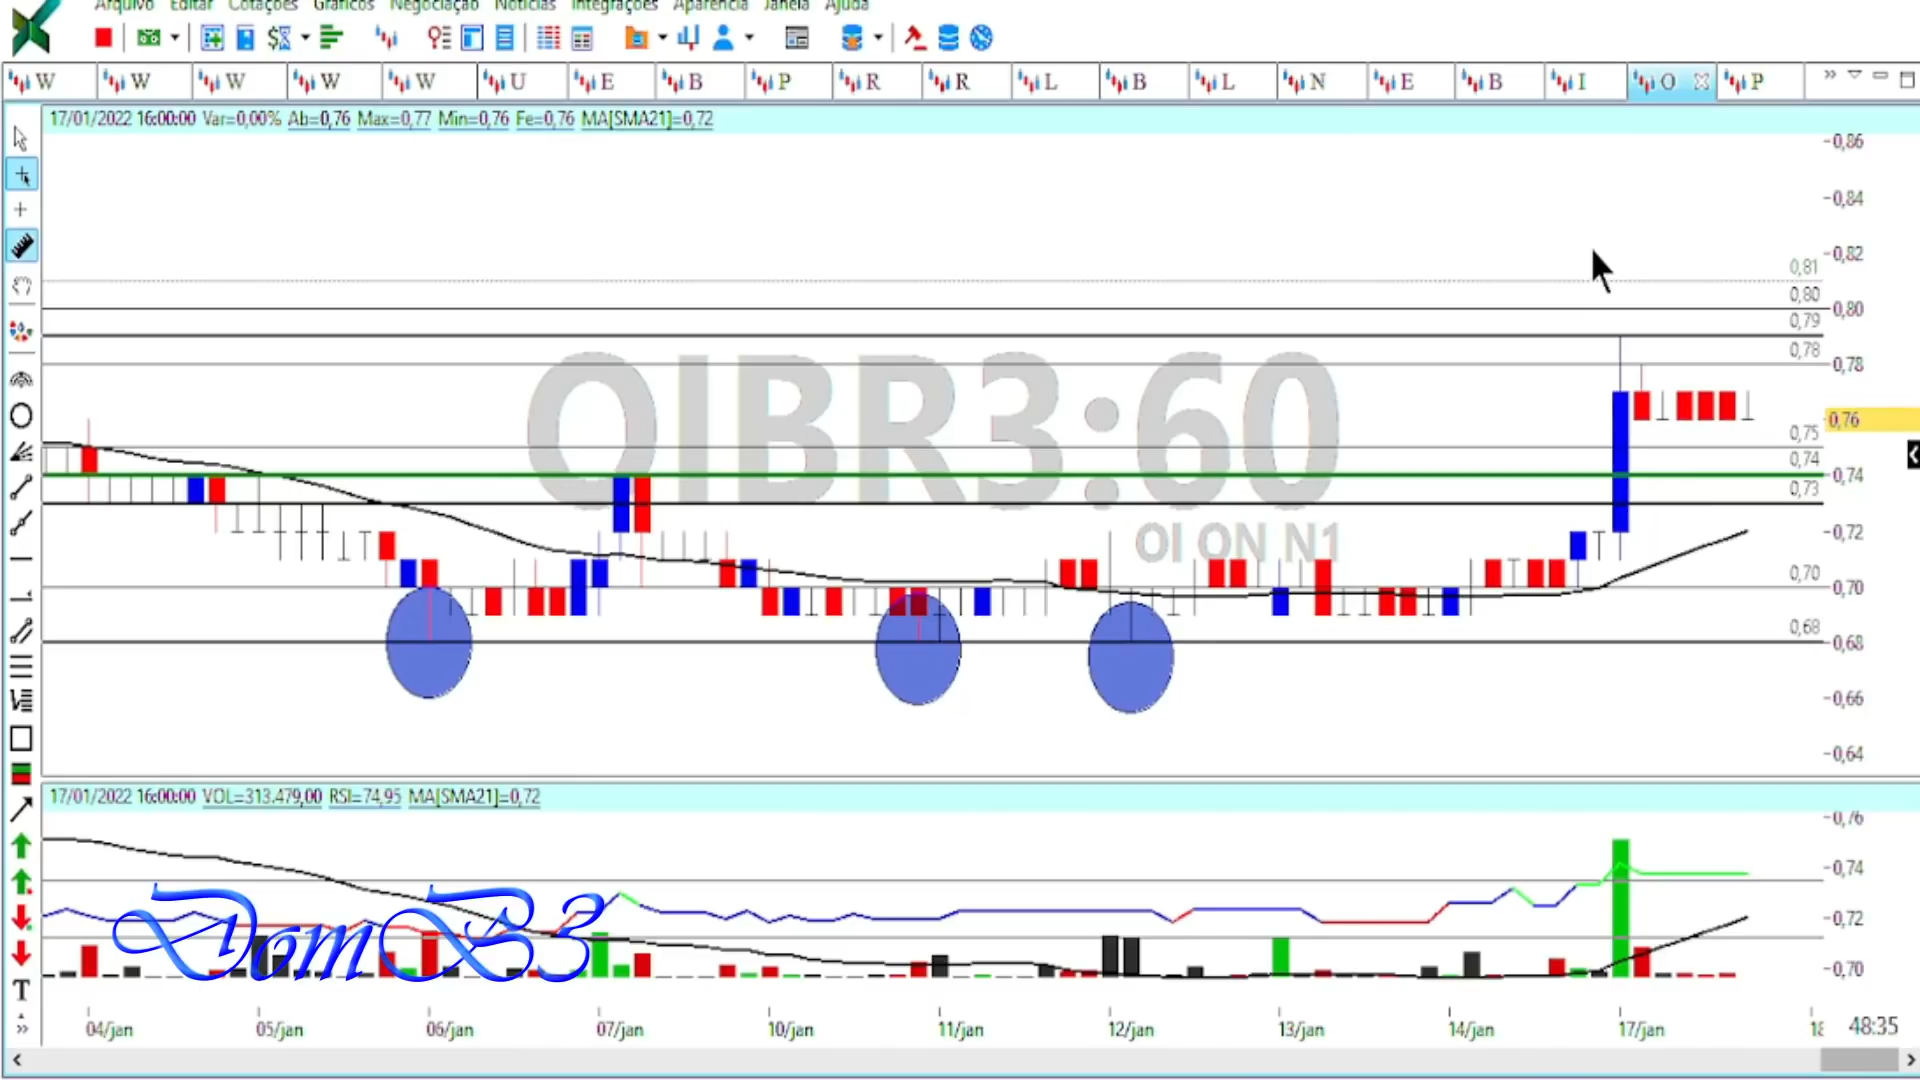 Arquivo Editar Cotações Gráficos Negociação Notícias Integrações Aparência Janela Ajuda
W W W W W U E B P R R L B L N E B I O P
17/01/2022 16:00:00 Var=0,00% Ab=0,76 Max=0,77 Min=0,76 Fe=0,76 MA[SMA21]=0,72
0,86
0,84
0,82
0,81
0,80
0,80
0,79
0,78
0,78
OIBR3:60
OI ON N1
0,76
0,75
0,74
0,74
0,73
0,72
0,70
0,70
0,68
0,68
0,66
0,64
17/01/2022 16:00:00 VOL=313.479,00 RSI=74,95 MA[SMA21]=0,72
0,76
0,74
0,72
0,70
DomB3
T
04/jan 05/jan 06/jan 07/jan 10/jan 11/jan 12/jan 13/jan 14/jan 17/jan 48:35